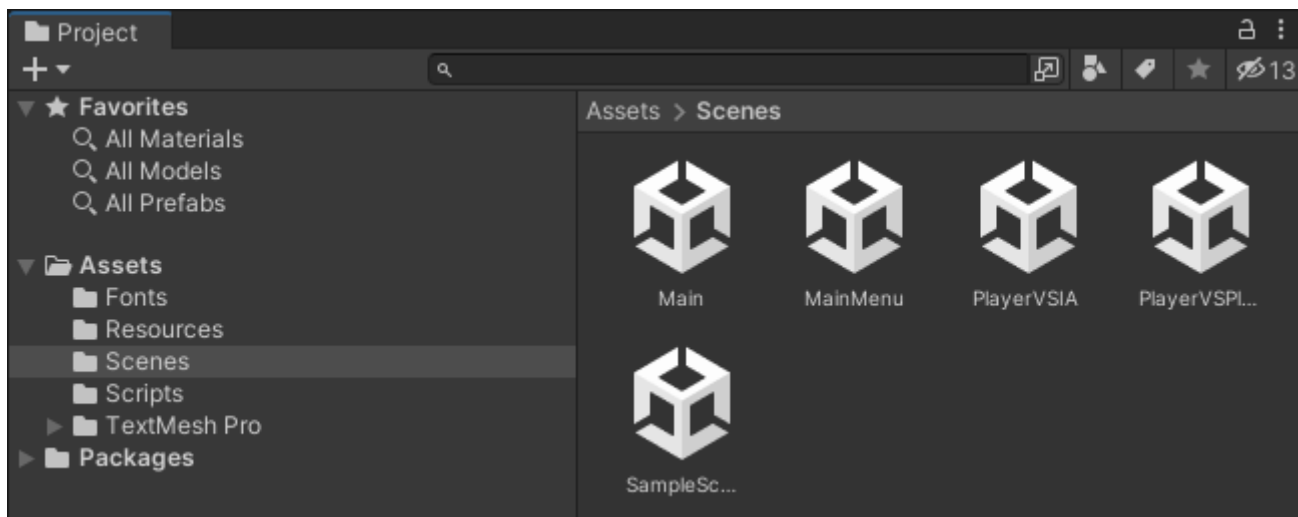 Project
13
Favorites
All Materials
All Models
All Prefabs
Assets
Fonts
Resources
Scenes
Scripts
TextMesh Pro
Packages
Assets > Scenes
Main
MainMenu
PlayerVSIA
PlayerVSPl...
SampleSc...